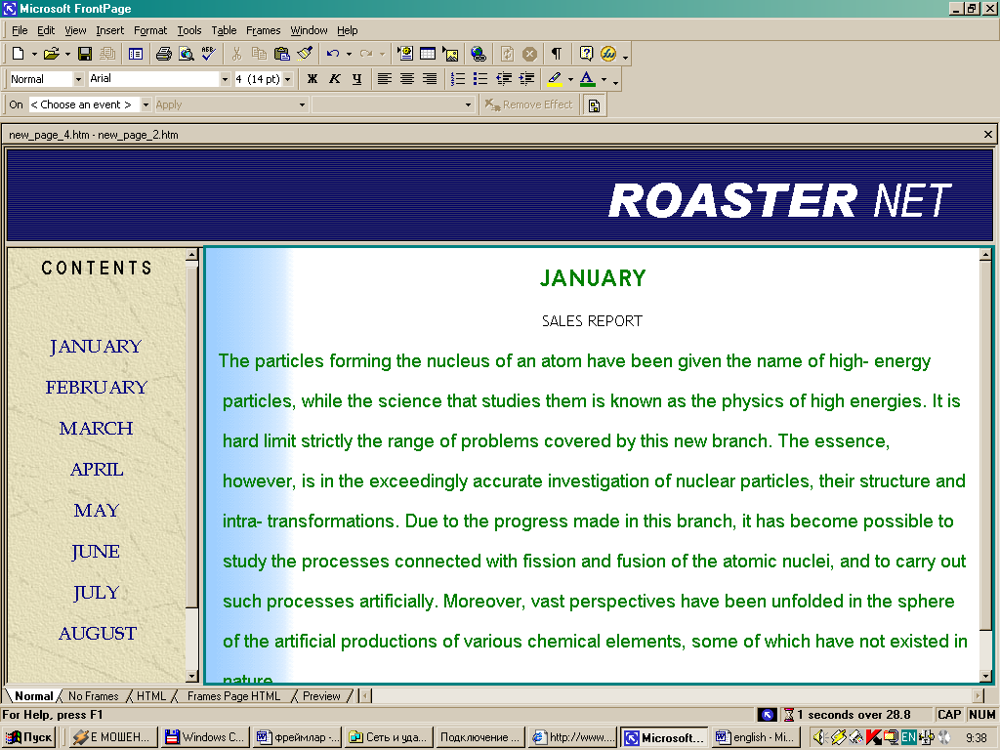 Microsoft FrontPage
File Edit View Insert Format Tools Table Frames Window Help
Normal Arial 4 (14 pt) Ж К Ч
On < Choose an event > Apply Remove Effect
new_page_4.htm - new_page_2.htm
ROASTER NET
CONTENTS
JANUARY
FEBRUARY
MARCH
APRIL
MAY
JUNE
JULY
AUGUST
JANUARY
SALES REPORT
The particles forming the nucleus of an atom have been given the name of high- energy
particles, while the science that studies them is known as the physics of high energies. It is
hard limit strictly the range of problems covered by this new branch. The essence,
however, is in the exceedingly accurate investigation of nuclear particles, their structure and
intra- transformations. Due to the progress made in this branch, it has become possible to
study the processes connected with fission and fusion of the atomic nuclei, and to carry out
such processes artificially. Moreover, vast perspectives have been unfolded in the sphere
of the artificial productions of various chemical elements, some of which have not existed in
nature
Normal No Frames HTML Frames Page HTML Preview
For Help, press F1 1 seconds over 28.8 CAP NUM
Пуск Е МОШЕН... Windows C... фреймлар -... Сеть и уда... Подключение ... http://www.... Microsoft... english - Mi... EN 9:38